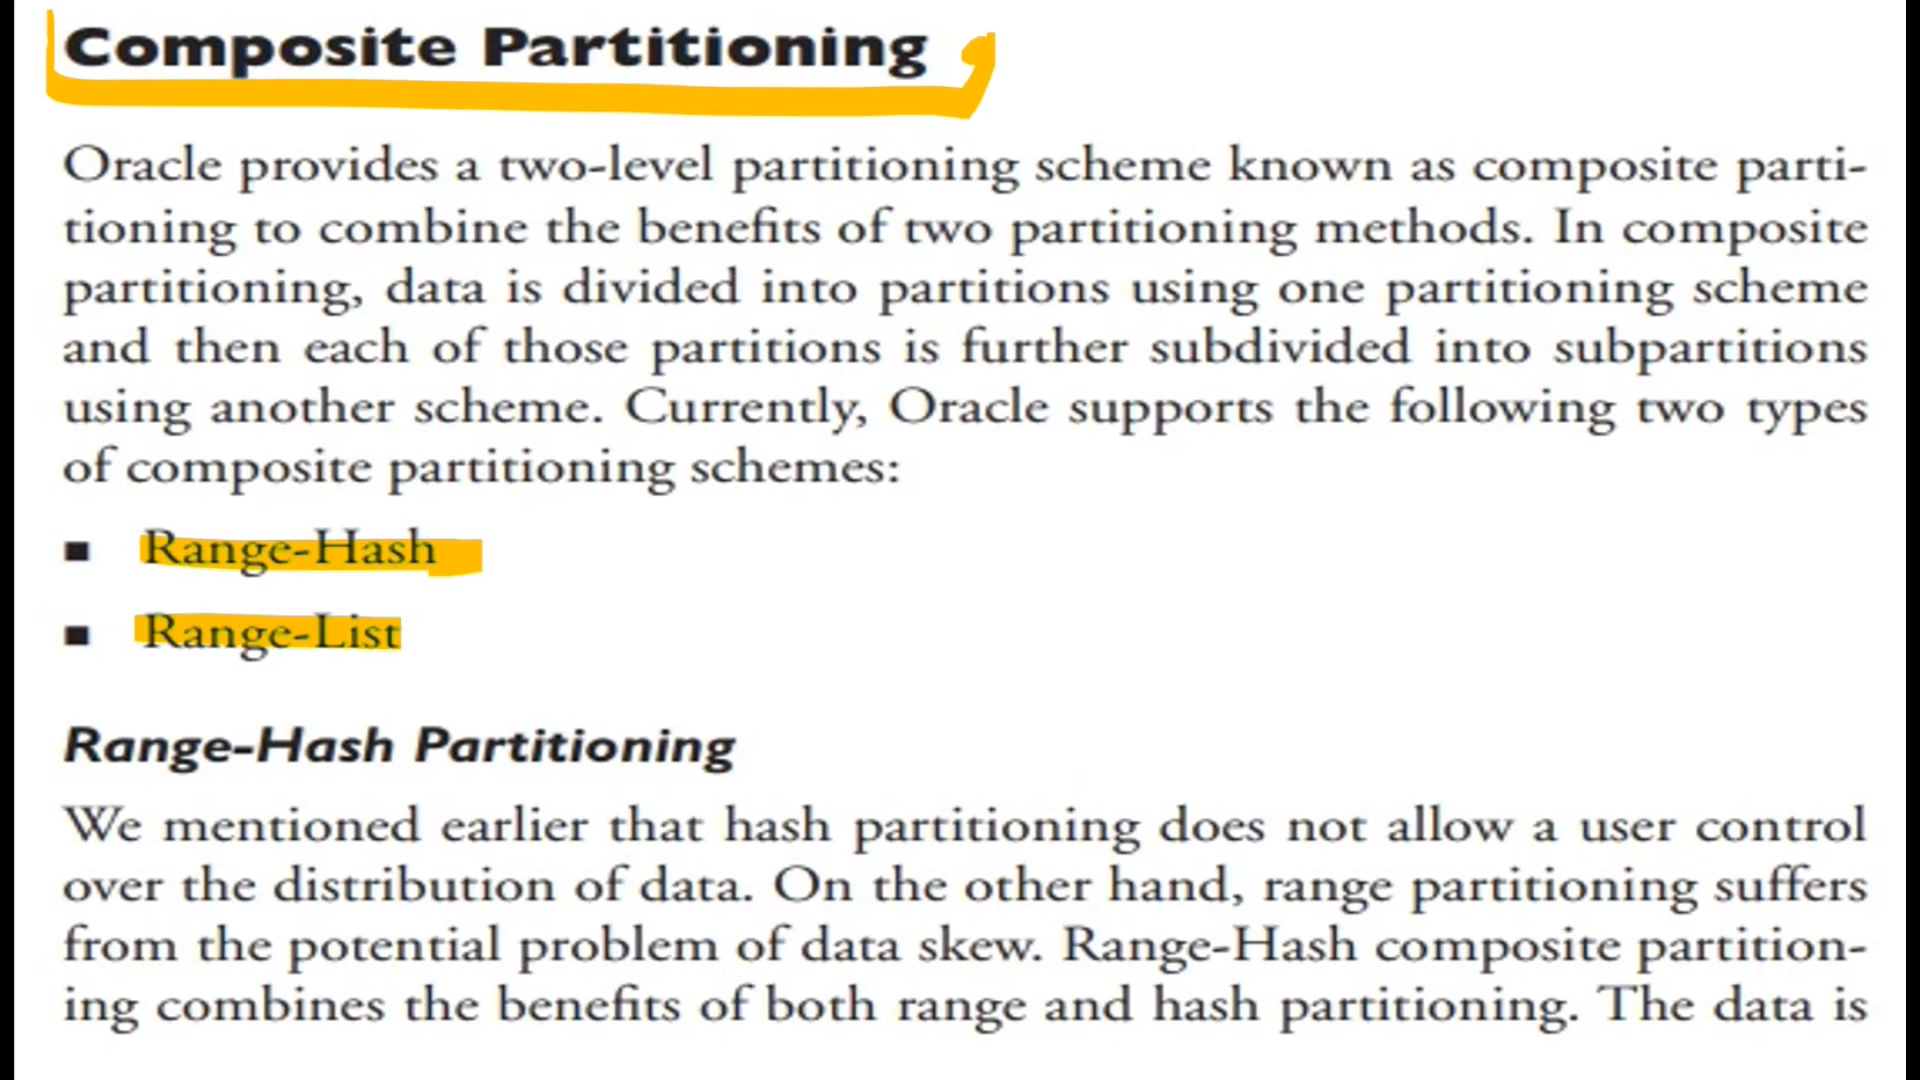 Composite Partitioning
Oracle provides a two-level partitioning scheme known as composite parti-
tioning to combine the benefits of two partitioning methods. In composite
partitioning, data is divided into partitions using one partitioning scheme
and then each of those partitions is further subdivided into subpartitions
using another scheme. Currently, Oracle supports the following two types
of composite partitioning schemes:
■ Range-Hash
■ Range-List
Range-Hash Partitioning
We mentioned earlier that hash partitioning does not allow a user control
over the distribution of data. On the other hand, range partitioning suffers
from the potential problem of data skew. Range-Hash composite partition-
ing combines the benefits of both range and hash partitioning. The data is